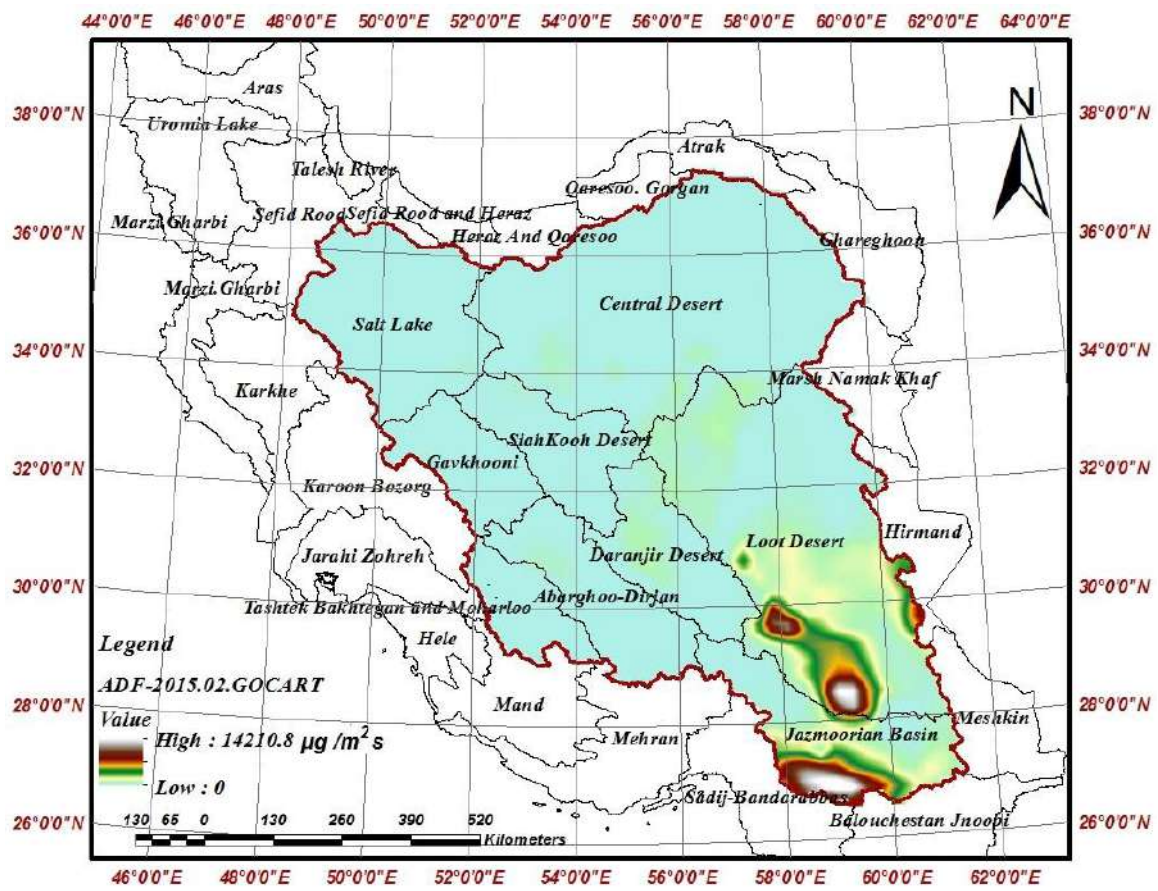 44°0'0"E 46°0'0"E 48°0'0"E 50°0'0"E 52°0'0"E 54°0'0"E 56°0'0"E 58°0'0"E 60°0'0"E 62°0'0"E 64°0'0"E
Aras
N
38°0'0"N 38°0'0"N
Uromia Lake
Atrak
Talesh River
Qaresoo. Gorgan
Marzi.Gharbi
Sefid Rood Sefid Rood and Heraz
36°0'0"N 36°0'0"N
Heraz And Qaresoo
Ghareghoom
Marzi.Gharbi
Central Desert
Salt Lake
34°0'0"N 34°0'0"N
Marsh Namak Khaf
Karkhe
SiahKooh Desert
Gavkhooni
32°0'0"N 32°0'0"N
Karoon Bozorg
Hirmand
Loot Desert
Jarahi Zohreh
Daranjir Desert
30°0'0"N 30°0'0"N
Abarghoo-Dirjan
Tashtek Bakhtegan and Moharloo
Hele
Legend
ADF-2015.02.GOCART
28°0'0"N 28°0'0"N
Mand
Meshkin
Value
Mehran
Jazmoorian Basin
High : 14210.8 µg /m² s
Low : 0
Sadij-Bandarabbas
26°0'0"N 26°0'0"N
Balouchestan Jnoobi
130 65 0 130 260 390 520
Kilometers
46°0'0"E 48°0'0"E 50°0'0"E 52°0'0"E 54°0'0"E 56°0'0"E 58°0'0"E 60°0'0"E 62°0'0"E